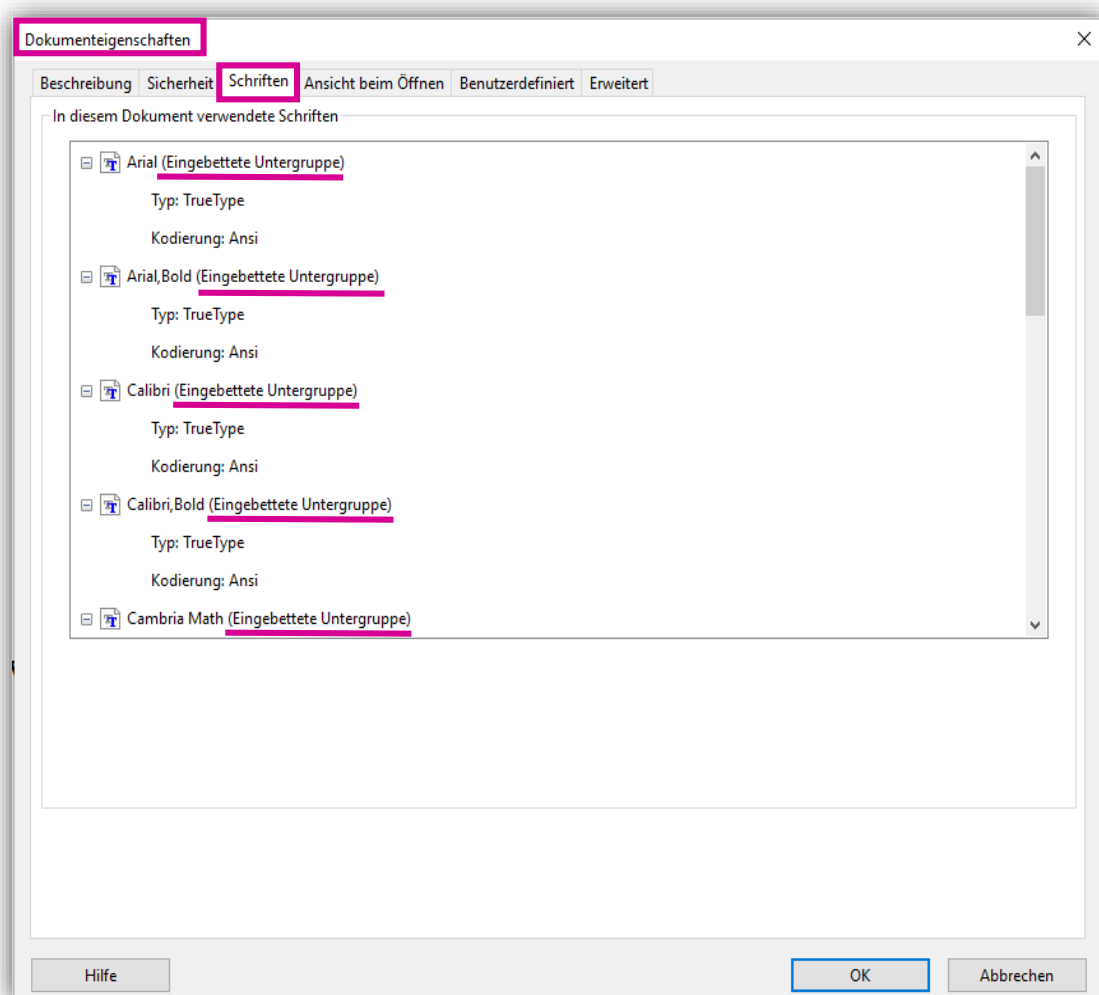 Dokumenteigenschaften
Beschreibung Sicherheit Schriften Ansicht beim Öffnen Benutzerdefiniert Erweitert
In diesem Dokument verwendete Schriften
Arial (Eingebettete Untergruppe)
Typ: TrueType
Kodierung: Ansi
Arial,Bold (Eingebettete Untergruppe)
Typ: TrueType
Kodierung: Ansi
Calibri (Eingebettete Untergruppe)
Typ: TrueType
Kodierung: Ansi
Calibri,Bold (Eingebettete Untergruppe)
Typ: TrueType
Kodierung: Ansi
Cambria Math (Eingebettete Untergruppe)
Hilfe OK Abbrechen